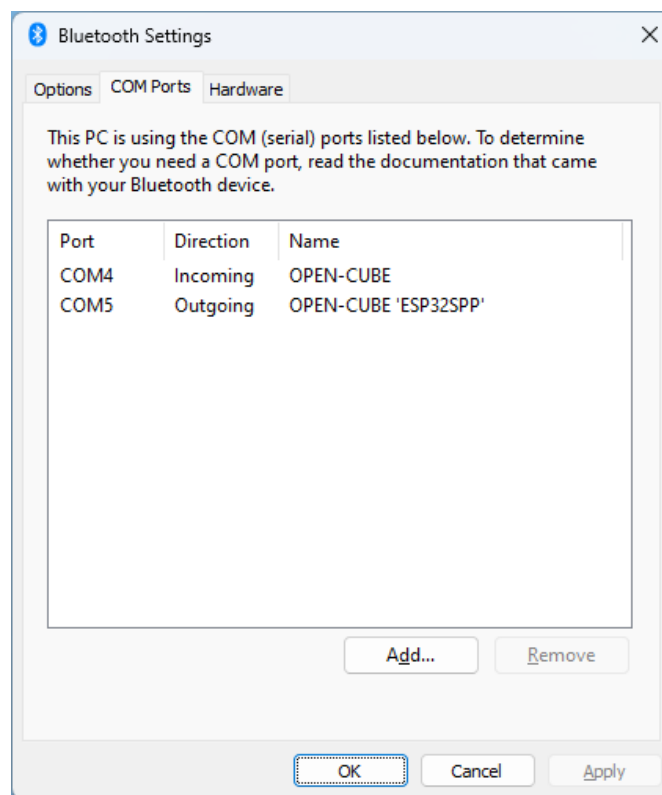 Bluetooth Settings
Options COM Ports Hardware
This PC is using the COM (serial) ports listed below. To determine
whether you need a COM port, read the documentation that came
with your Bluetooth device.
Port Direction Name
COM4 Incoming OPEN-CUBE
COM5 Outgoing OPEN-CUBE 'ESP32SPP'
Add... Remove
OK Cancel Apply